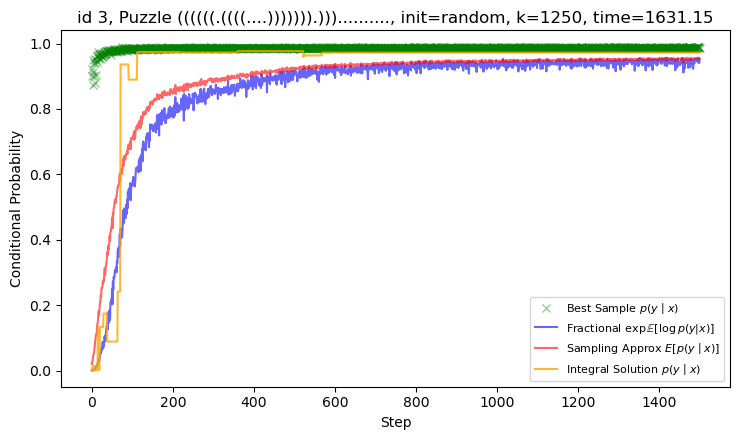 id 3, Puzzle ((((((.((((....))))))).))).........., init=random, k=1250, time=1631.15
Conditional Probability
1.0
0.8
0.6
0.4
0.2
0.0
Best Sample p(y | x)
Fractional exp𝔼[log p(y|x)]
Sampling Approx E[p(y | x)]
Integral Solution p(y | x)
0 200 400 600 800 1000 1200 1400
Step